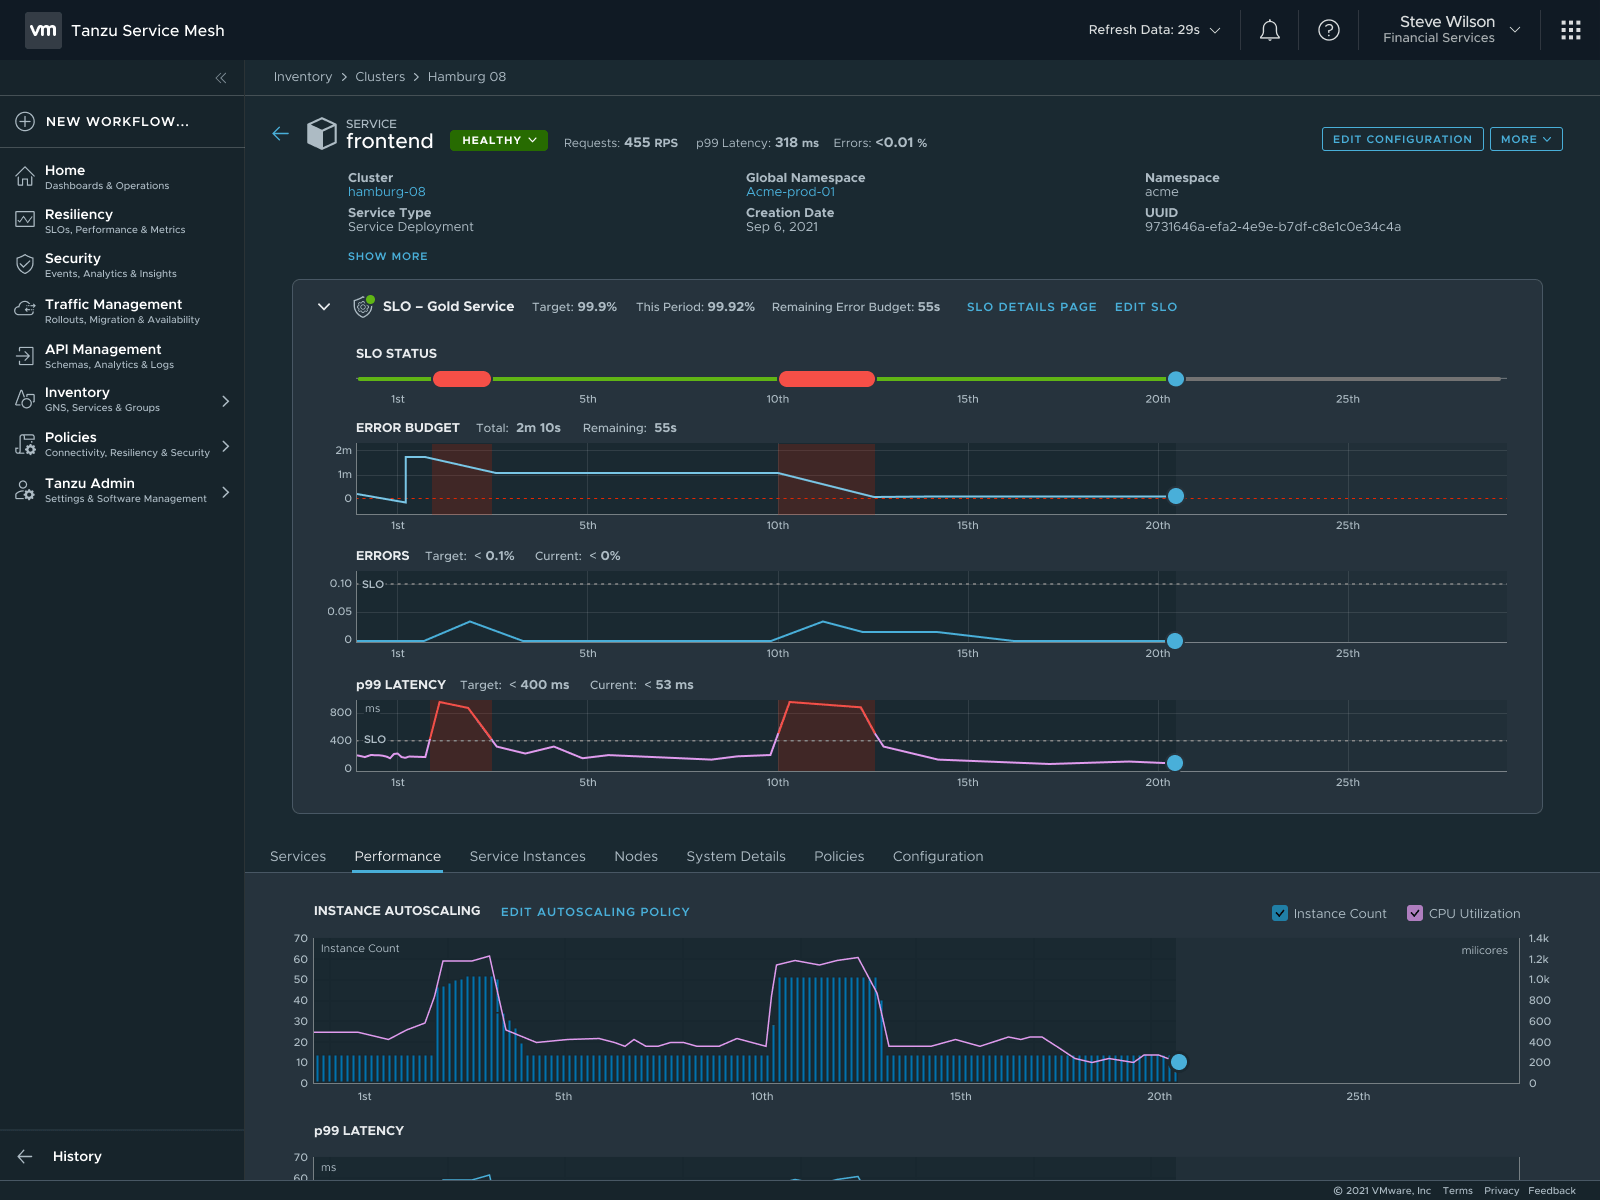 vm Tanzu Service Mesh
Refresh Data: 29s
Steve Wilson
Financial Services
Inventory > Clusters > Hamburg 08
NEW WORKFLOW...
Home
Dashboards & Operations
Resiliency
SLOs, Performance & Metrics
Security
Events, Analytics & Insights
Traffic Management
Rollouts, Migration & Availability
API Management
Schemas, Analytics & Logs
Inventory
GNS, Services & Groups
Policies
Connectivity, Resiliency & Security
Tanzu Admin
Settings & Software Management
History
SERVICE
frontend
HEALTHY
Requests: 455 RPS p99 Latency: 318 ms Errors: <0.01 %
EDIT CONFIGURATION MORE
Cluster
hamburg-08
Global Namespace
Acme-prod-01
Namespace
acme
Service Type
Service Deployment
Creation Date
Sep 6, 2021
UUID
9731646a-efa2-4e9e-b7df-c8e1c0e34c4a
SHOW MORE
SLO – Gold Service Target: 99.9% This Period: 99.92% Remaining Error Budget: 55s SLO DETAILS PAGE EDIT SLO
SLO STATUS
1st 5th 10th 15th 20th 25th
ERROR BUDGET Total: 2m 10s Remaining: 55s
2m
1m
0
1st 5th 10th 15th 20th 25th
ERRORS Target: < 0.1% Current: < 0%
0.10 SLO
0.05
0
1st 5th 10th 15th 20th 25th
p99 LATENCY Target: < 400 ms Current: < 53 ms
ms
800
400 SLO
0
1st 5th 10th 15th 20th 25th
Services Performance Service Instances Nodes System Details Policies Configuration
INSTANCE AUTOSCALING EDIT AUTOSCALING POLICY
Instance Count CPU Utilization
70 1.4k
Instance Count milicores
60 1.2k
50 1.0k
40 800
30 600
20 400
10 200
0 0
1st 5th 10th 15th 20th 25th
p99 LATENCY
70
ms
60
© 2021 VMware, Inc Terms Privacy Feedback